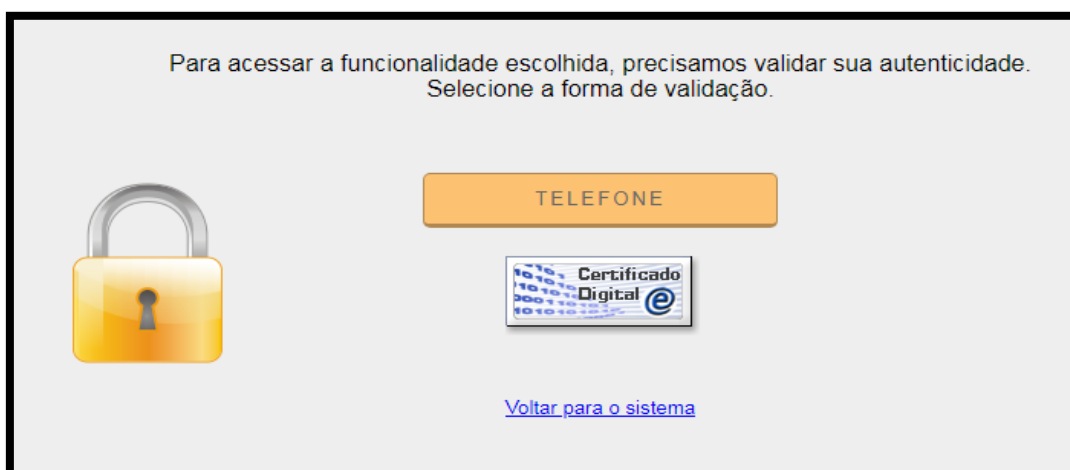 Para acessar a funcionalidade escolhida, precisamos validar sua autenticidade.
Selecione a forma de validação.
TELEFONE
Certificado
Digital e
Voltar para o sistema